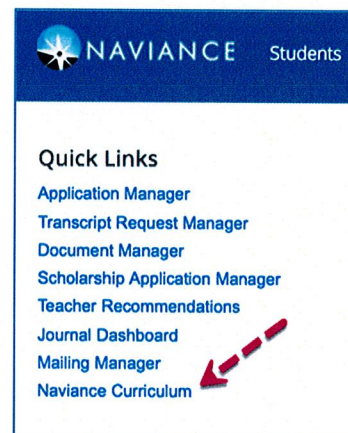 NAVIANCE Students
Quick Links
Application Manager
Transcript Request Manager
Document Manager
Scholarship Application Manager
Teacher Recommendations
Journal Dashboard
Mailing Manager
Naviance Curriculum